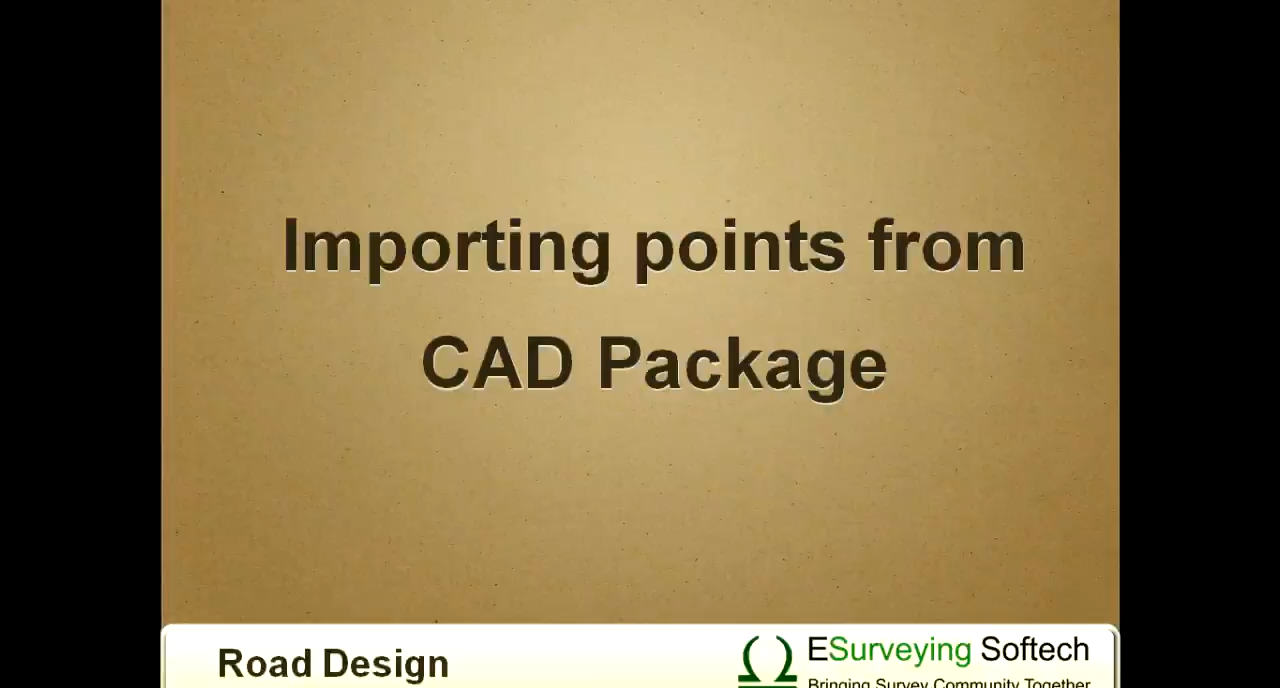 Importing points from
CAD Package
Road Design
ESurveying Softech
Bringing Survey Community Together